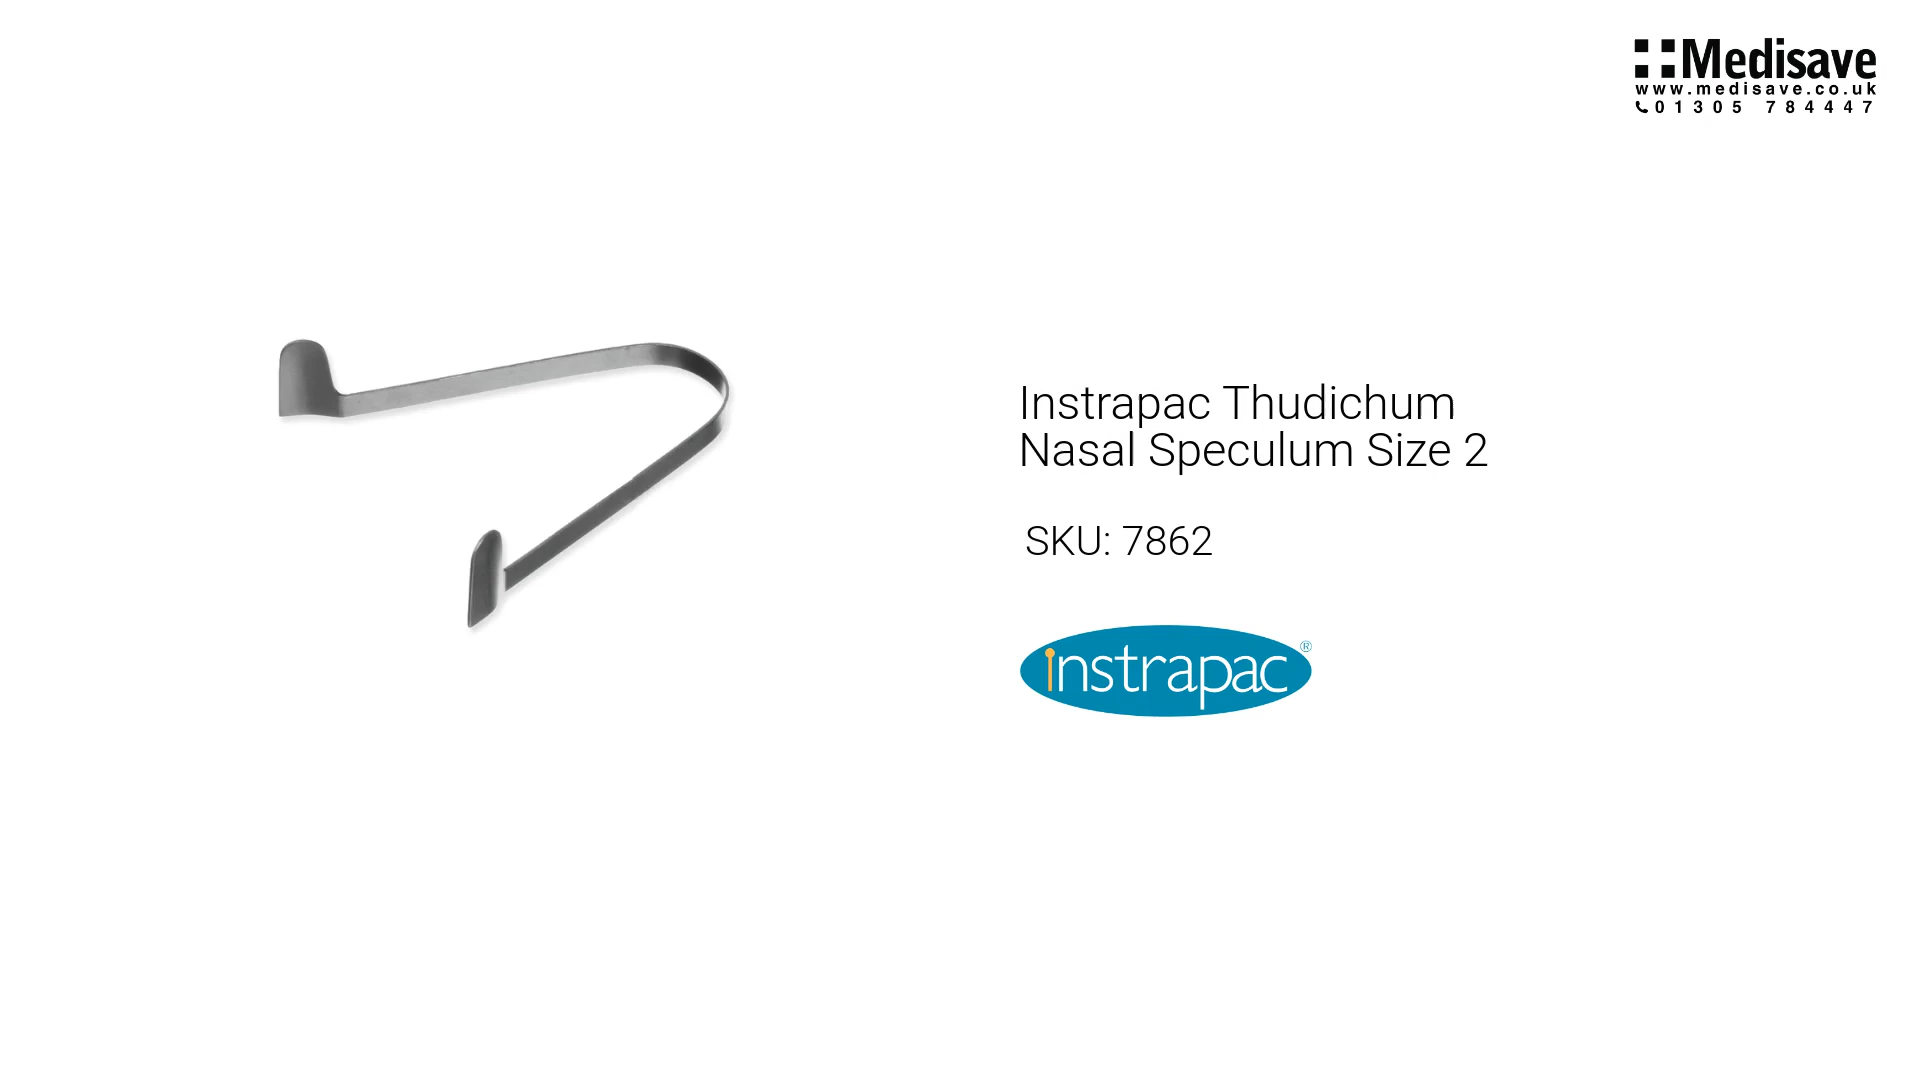 Medisave
www.medisave.co.uk
01305 784447
Instrapac Thudichum
Nasal Speculum Size 2
SKU: 7862
instrapac®